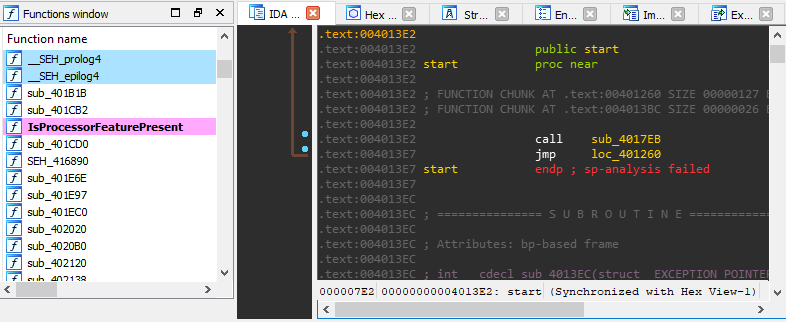 Functions window
Function name
__SEH_prolog4
__SEH_epilog4
sub_401B1B
sub_401CB2
IsProcessorFeaturePresent
sub_401CD0
SEH_416890
sub_401E6E
sub_401E97
sub_401EC0
sub_402020
sub_4020B0
sub_402120
sub_402138
IDA ... Hex ... Str... En... Im... Ex...
.text:004013E2
.text:004013E2 public start
.text:004013E2 start proc near
.text:004013E2
.text:004013E2 ; FUNCTION CHUNK AT .text:00401260 SIZE 00000127 B
.text:004013E2 ; FUNCTION CHUNK AT .text:004013BC SIZE 00000026 B
.text:004013E2
.text:004013E2 call sub_4017EB
.text:004013E7 jmp loc_401260
.text:004013E7 start endp ; sp-analysis failed
.text:004013E7
.text:004013EC
.text:004013EC ; =============== S U B R O U T I N E =============
.text:004013EC
.text:004013EC ; Attributes: bp-based frame
.text:004013EC
.text:004013EC ; int __cdecl sub_4013EC(struct _EXCEPTION_POINTER
000007E2 00000000004013E2: start (Synchronized with Hex View-1)